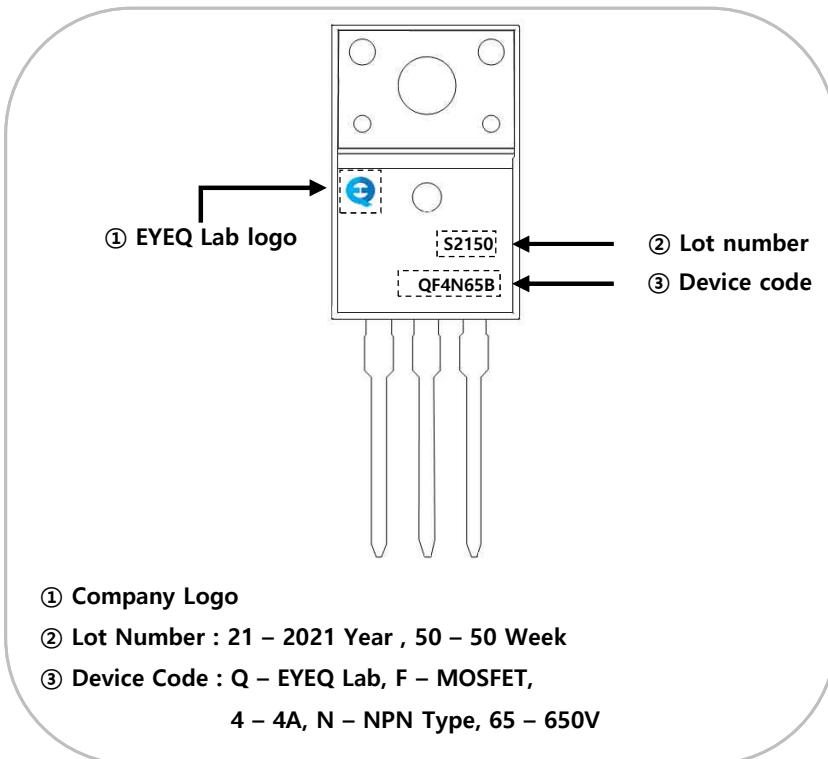 ① EYEQ Lab logo
S2150
② Lot number
QF4N65B
③ Device code
① Company Logo
② Lot Number : 21 – 2021 Year , 50 – 50 Week
③ Device Code : Q – EYEQ Lab, F – MOSFET,
4 – 4A, N – NPN Type, 65 – 650V